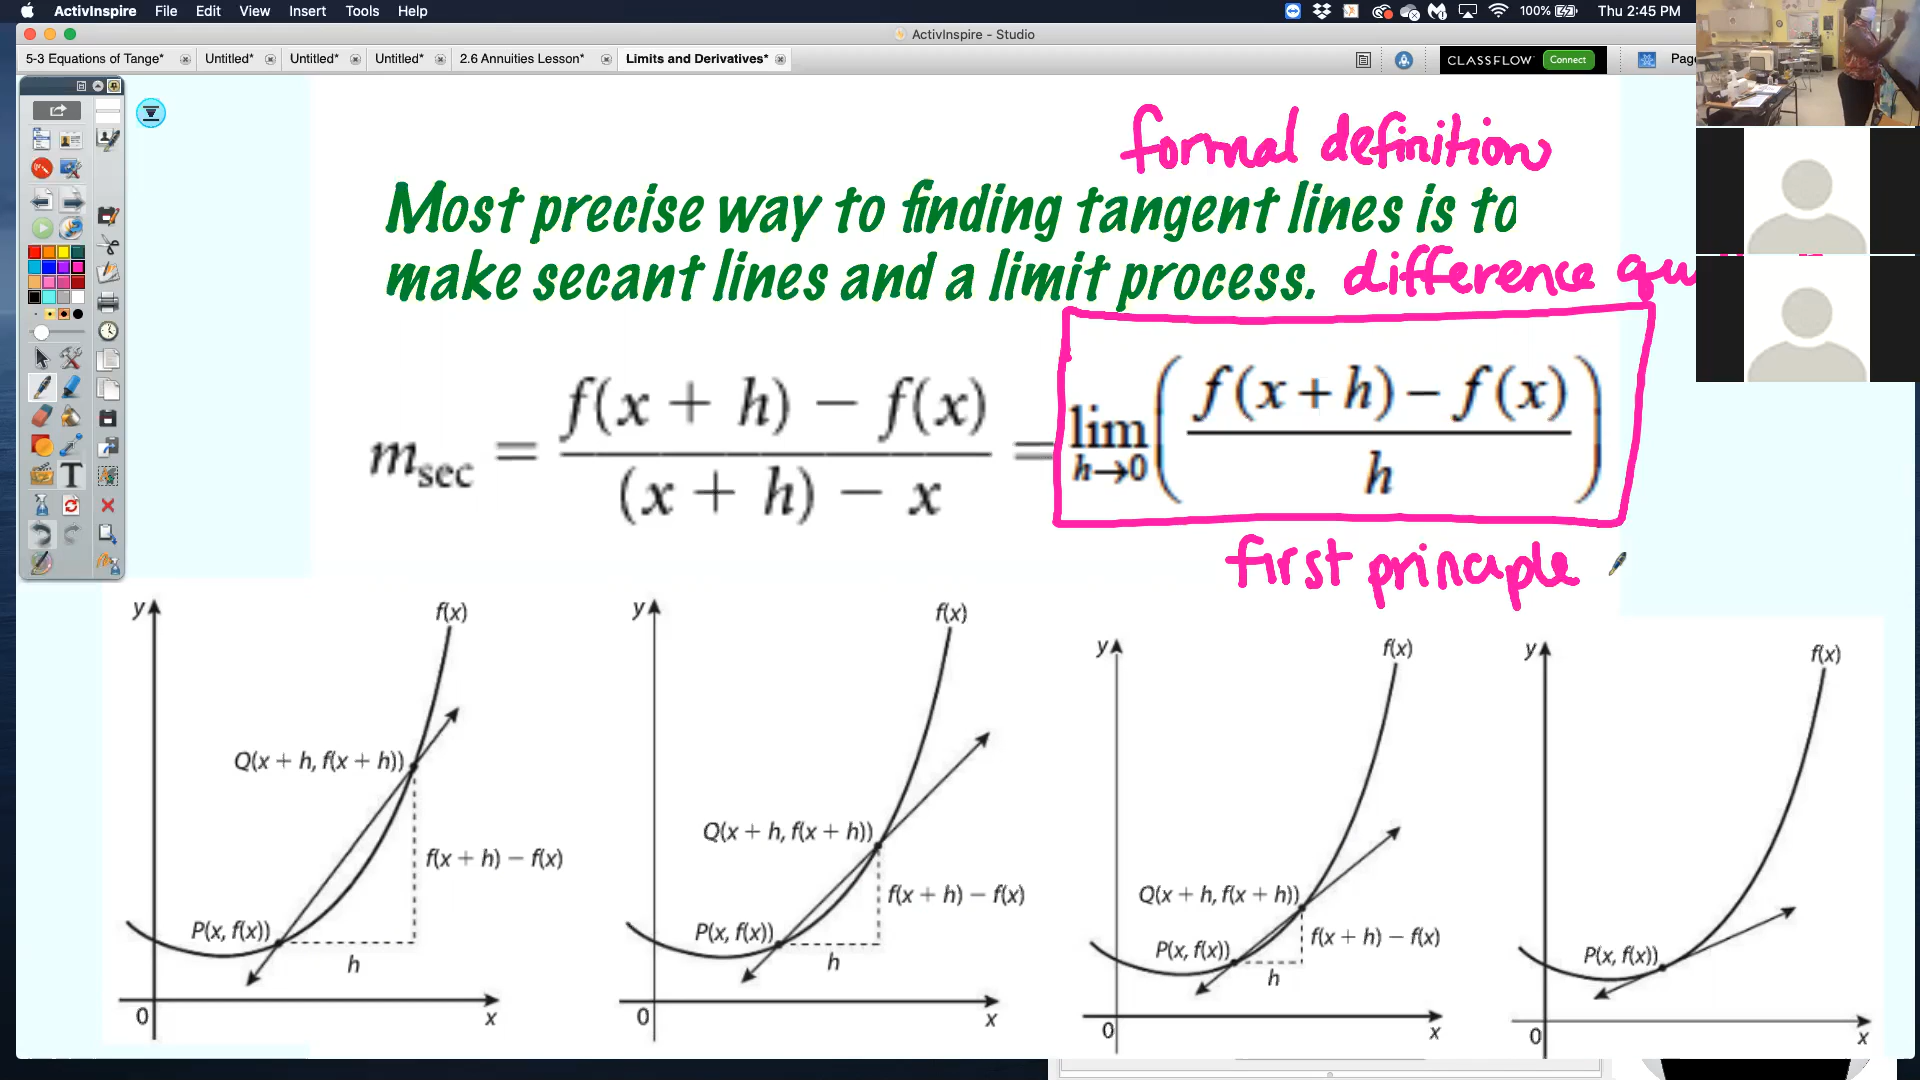 ActivInspire File Edit View Insert Tools Help 100% Thu 2:45 PM
ActivInspire - Studio
5-3 Equations of Tange* Untitled* Untitled* Untitled* 2.6 Annuities Lesson* Limits and Derivatives* CLASSFLOW Connect
formal definition
Most precise way to finding tangent lines is to
make secant lines and a limit process. difference
m_sec = (f(x + h) − f(x)) / ((x + h) − x) = lim h→0 ((f(x+h)−f(x)) / h)
first principle
y f(x) Q(x + h, f(x + h)) f(x + h) − f(x) P(x, f(x)) h 0 x
y f(x) Q(x + h, f(x + h)) f(x + h) − f(x) P(x, f(x)) h 0 x
y f(x) Q(x + h, f(x + h)) f(x + h) − f(x) P(x, f(x)) h 0 x
y f(x) P(x, f(x)) 0 x